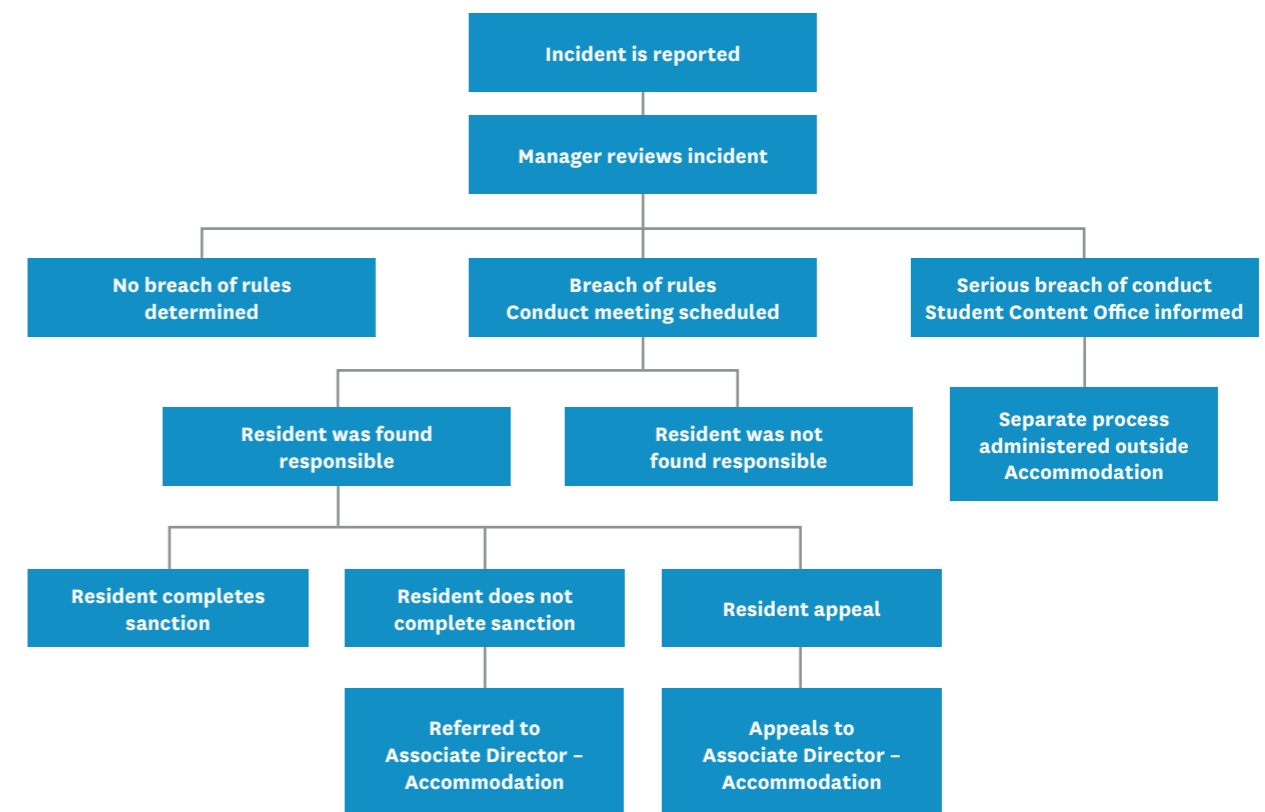 Incident is reported
Manager reviews incident
No breach of rules
determined
Breach of rules
Conduct meeting scheduled
Serious breach of conduct
Student Content Office informed
Resident was found
responsible
Resident was not
found responsible
Separate process
administered outside
Accommodation
Resident completes
sanction
Resident does not
complete sanction
Resident appeal
Referred to
Associate Director –
Accommodation
Appeals to
Associate Director –
Accommodation